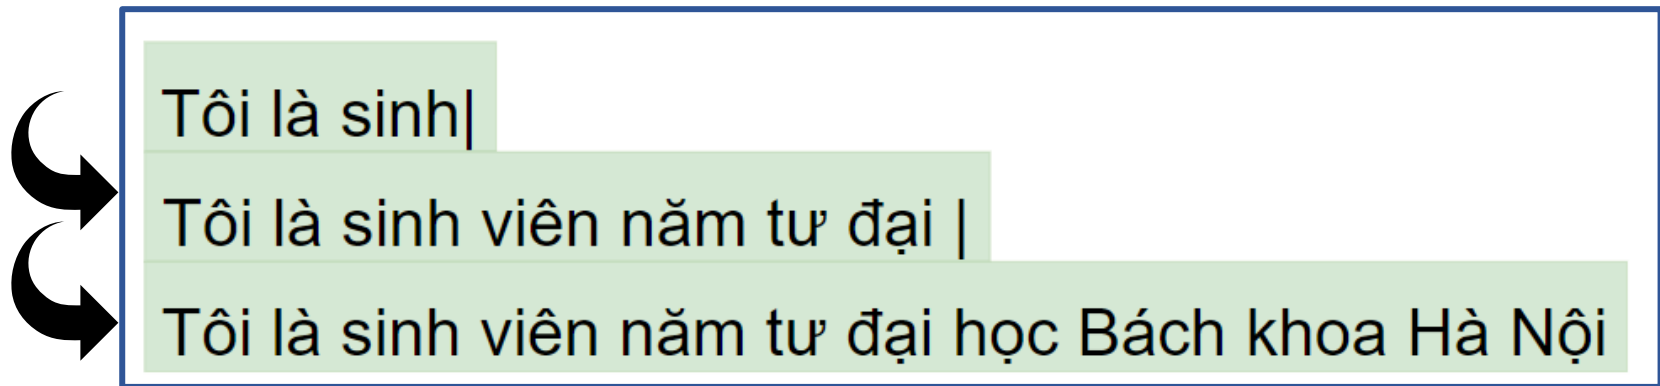 Tôi là sinh|
Tôi là sinh viên năm tư đại |
Tôi là sinh viên năm tư đại học Bách khoa Hà Nội